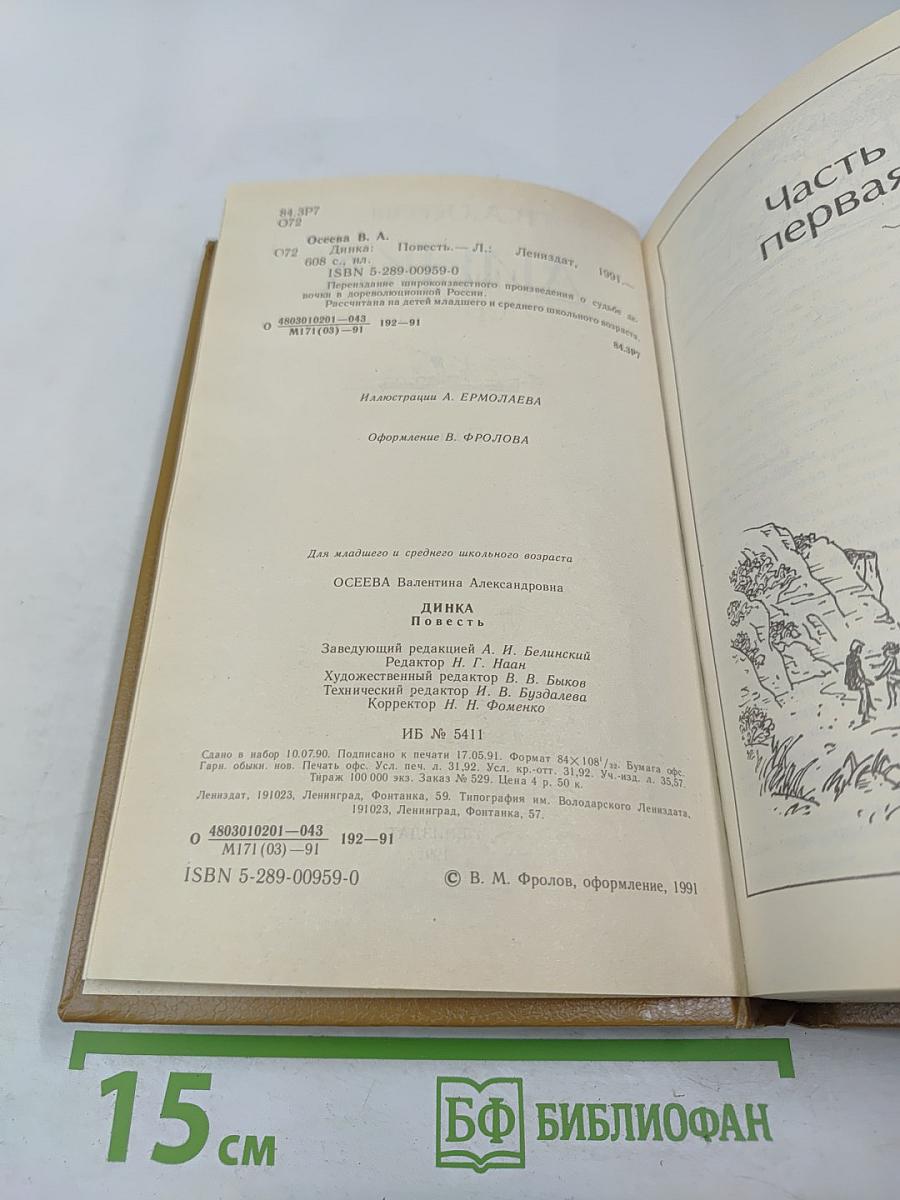 84.3Р7
О72
Осеева В. А.
О72 Динка: Повесть.— Л.: Лениздат, 1991.—
608 с., ил.
ISBN 5-289-00959-0
Переиздание широкоизвестного произведения о судьбе де-
вочки в дореволюционной России.
Рассчитана на детей младшего и среднего школьного возраста.
О 4803010201—043 192—91
М171(03)—91
84.3Р7
Иллюстрации А. ЕРМОЛАЕВА
Оформление В. ФРОЛОВА
Для младшего и среднего школьного возраста
ОСЕЕВА Валентина Александровна
ДИНКА
Повесть
Заведующий редакцией А. И. Белинский
Редактор Н. Г. Наан
Художественный редактор В. В. Быков
Технический редактор И. В. Буздалева
Корректор Н. Н. Фоменко
ИБ № 5411
Сдано в набор 10.07.90. Подписано к печати 17.05.91. Формат 84×108¹/₃₂. Бумага офс.
Гарн. обыкн. нов. Печать офс. Усл. печ. л. 31,92. Усл. кр.-отт. 31,92. Уч.-изд. л. 35,57.
Тираж 100 000 экз. Заказ № 529. Цена 4 р. 50 к.
Лениздат, 191023, Ленинград, Фонтанка, 59. Типография им. Володарского Лениздата,
191023, Ленинград, Фонтанка, 57.
О 4803010201—043 192—91
М171(03)—91
ISBN 5-289-00959-0
© В. М. Фролов, оформление, 1991
Часть
первая
15 см
БФ БИБЛИОФАН